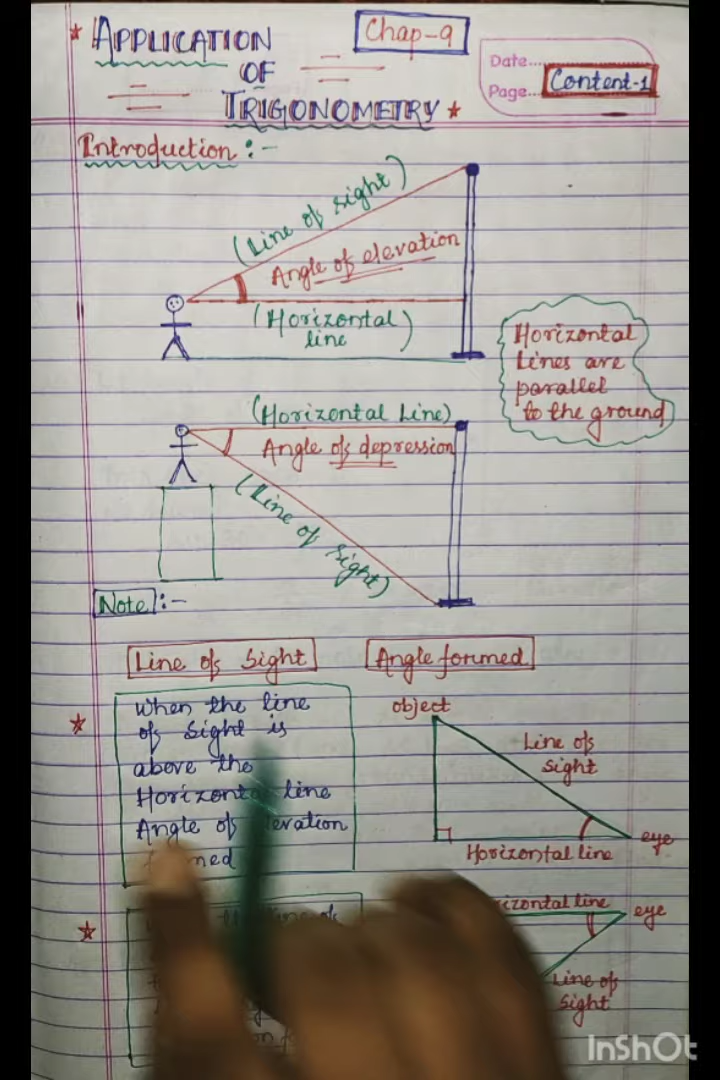 APPLICATION
OF
TRIGONOMETRY
Chap-9
Date
Page
Content-1
Introduction :-
(Line of sight)
Angle of elevation
(Horizontal
line)
Horizontal
Lines are
parallel
to the ground
(Horizontal Line)
Angle of depression
(Line of sight)
Note :-
Line of Sight
Angle formed
When the line
of sight is
above the
Horizontal line
Angle of
object
Line of
sight
eye
Horizontal line
line of
line
eye
Line of
sight
InShOt